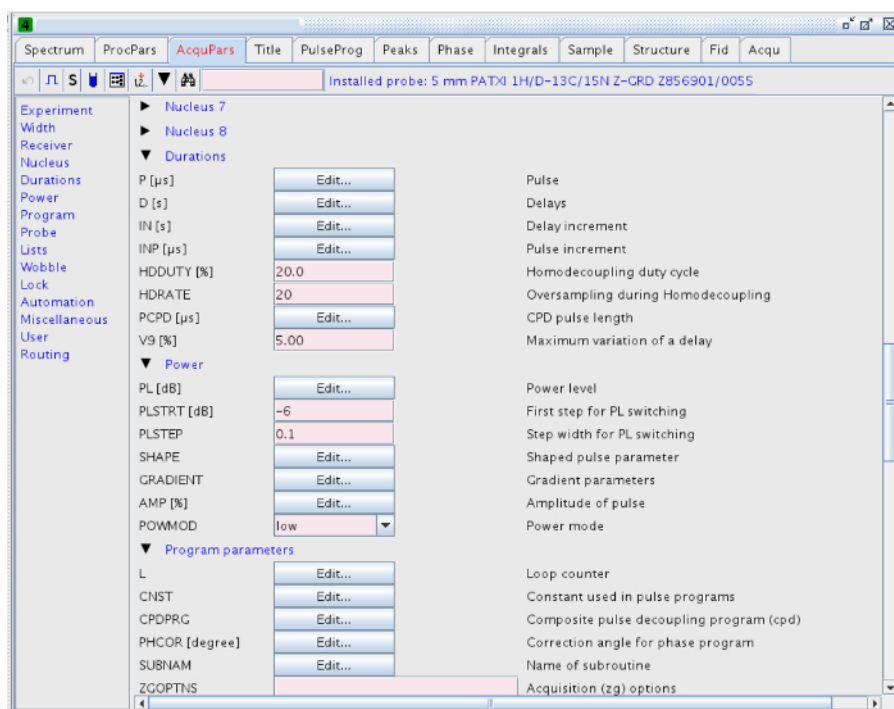 4
Spectrum ProcPars AcquPars Title PulseProg Peaks Phase Integrals Sample Structure Fid Acqu
S Installed probe: 5 mm PATXI 1H/D-13C/15N Z-GRD Z856901/0055
Experiment
Width
Receiver
Nucleus
Durations
Power
Program
Probe
Lists
Wobble
Lock
Automation
Miscellaneous
User
Routing
Nucleus 7
Nucleus 8
Durations
P [µs] Edit... Pulse
D [s] Edit... Delays
IN [s] Edit... Delay increment
INP [µs] Edit... Pulse increment
HDDUTY [%] 20.0 Homodecoupling duty cycle
HDRATE 20 Oversampling during Homodecoupling
PCPD [µs] Edit... CPD pulse length
V9 [%] 5.00 Maximum variation of a delay
Power
PL [dB] Edit... Power level
PLSTRT [dB] -6 First step for PL switching
PLSTEP 0.1 Step width for PL switching
SHAPE Edit... Shaped pulse parameter
GRADIENT Edit... Gradient parameters
AMP [%] Edit... Amplitude of pulse
POWMOD low Power mode
Program parameters
L Edit... Loop counter
CNST Edit... Constant used in pulse programs
CPDPRG Edit... Composite pulse decoupling program (cpd)
PHCOR [degree] Edit... Correction angle for phase program
SUBNAM Edit... Name of subroutine
ZGOPTNS Acquisition (zg) options